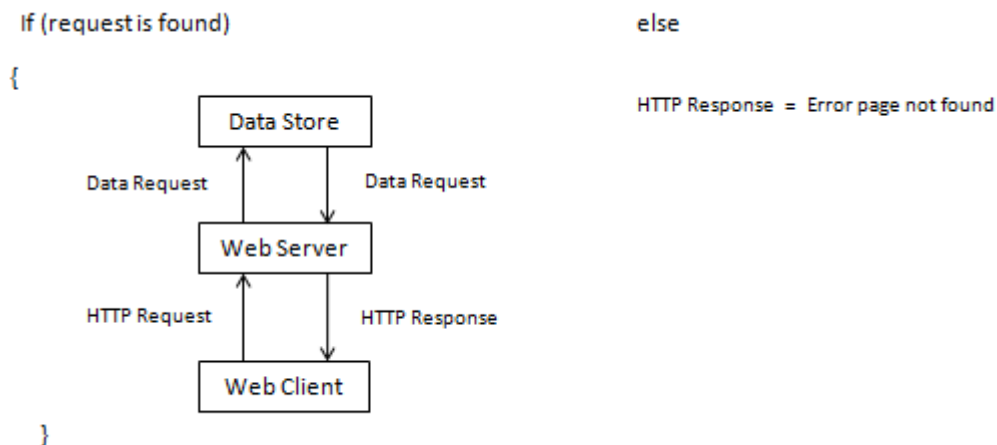 If (request is found)
else
{
HTTP Response = Error page not found
Data Store
Data Request
Data Request
Web Server
HTTP Request
HTTP Response
Web Client
}